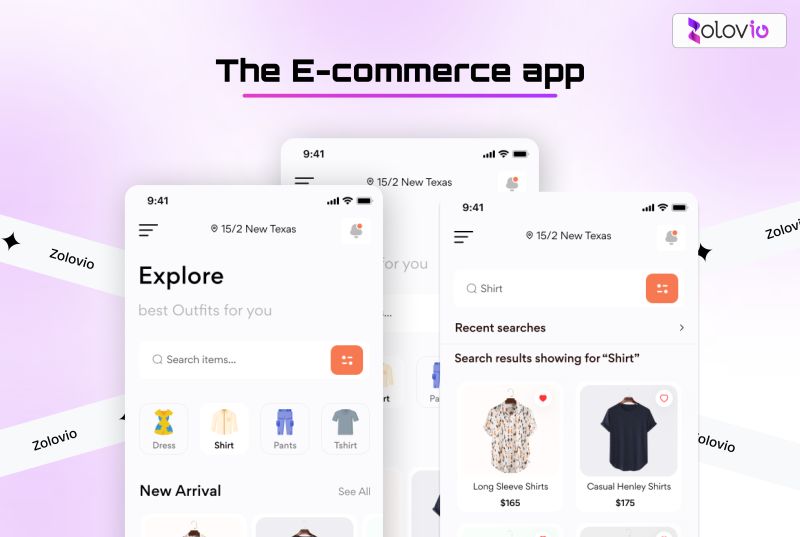 Zolovio
The E-commerce app
9:41
15/2 New Texas
for you
Pa
Zolovio
Zolovio
9:41
15/2 New Texas
Explore
best Outfits for you
Search items...
Dress
Shirt
Pants
Tshirt
New Arrival
See All
9:41
15/2 New Texas
Shirt
Recent searches
Search results showing for “Shirt”
Long Sleeve Shirts
$165
Casual Henley Shirts
$175
Zolovi
olovio